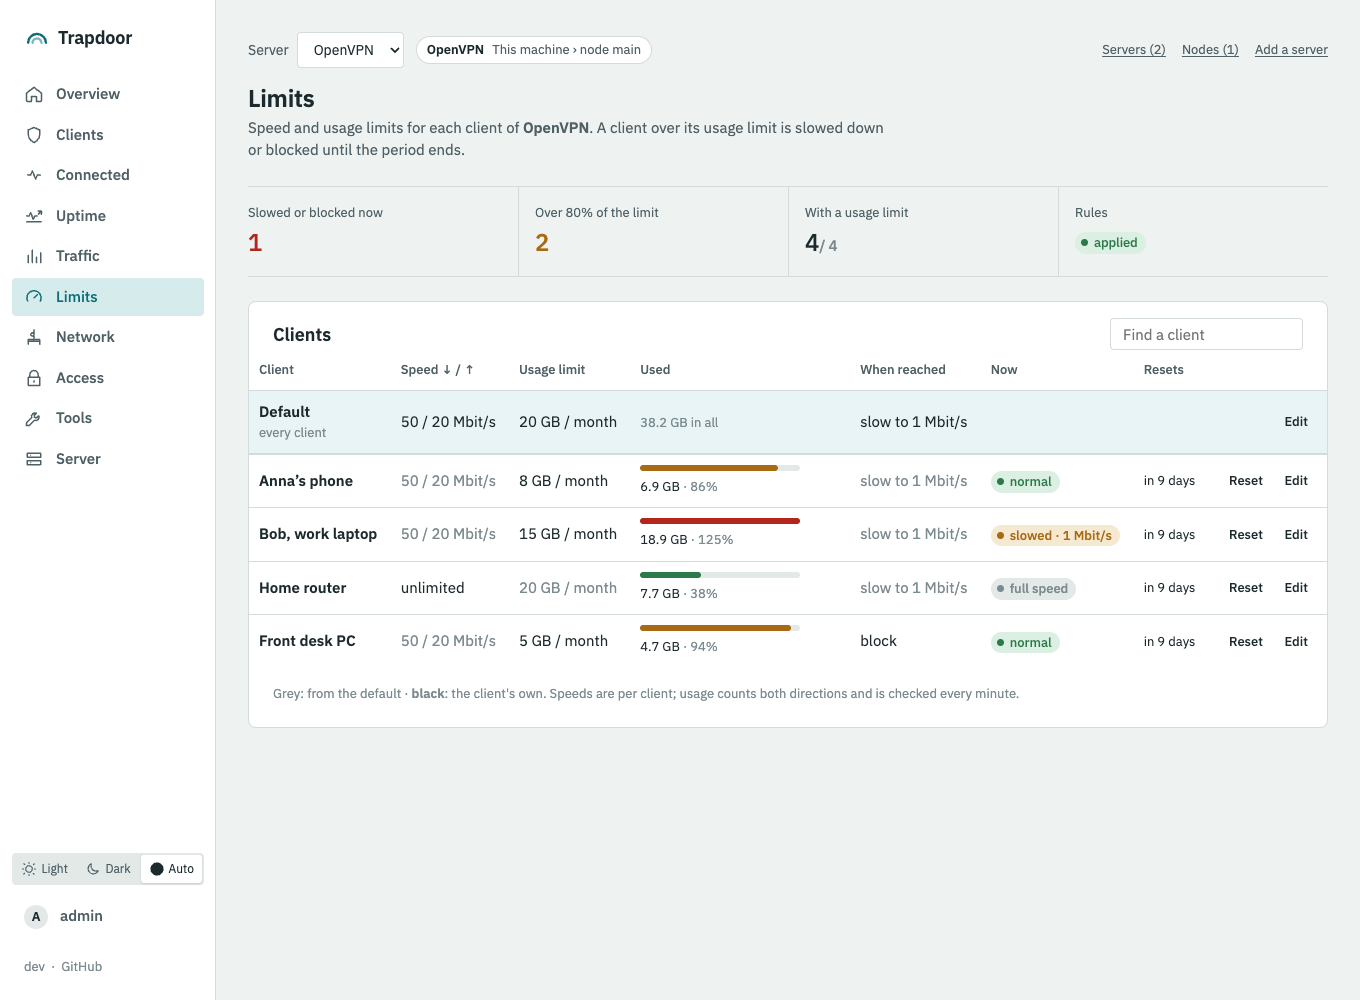 Trapdoor
Overview
Clients
Connected
Uptime
Traffic
Limits
Network
Access
Tools
Server
Light Dark Auto
A admin
dev · GitHub
Server OpenVPN OpenVPN This machine › node main Servers (2) Nodes (1) Add a server
Limits
Speed and usage limits for each client of OpenVPN. A client over its usage limit is slowed down
or blocked until the period ends.
Slowed or blocked now Over 80% of the limit With a usage limit Rules
1 2 4 / 4 applied
Clients Find a client
Client Speed ↓ / ↑ Usage limit Used When reached Now Resets
Default
every client 50 / 20 Mbit/s 20 GB / month 38.2 GB in all slow to 1 Mbit/s Edit
Anna’s phone 50 / 20 Mbit/s 8 GB / month 6.9 GB · 86% slow to 1 Mbit/s normal in 9 days Reset Edit
Bob, work laptop 50 / 20 Mbit/s 15 GB / month 18.9 GB · 125% slow to 1 Mbit/s slowed · 1 Mbit/s in 9 days Reset Edit
Home router unlimited 20 GB / month 7.7 GB · 38% slow to 1 Mbit/s full speed in 9 days Reset Edit
Front desk PC 50 / 20 Mbit/s 5 GB / month 4.7 GB · 94% block normal in 9 days Reset Edit
Grey: from the default · black: the client's own. Speeds are per client; usage counts both directions and is checked every minute.